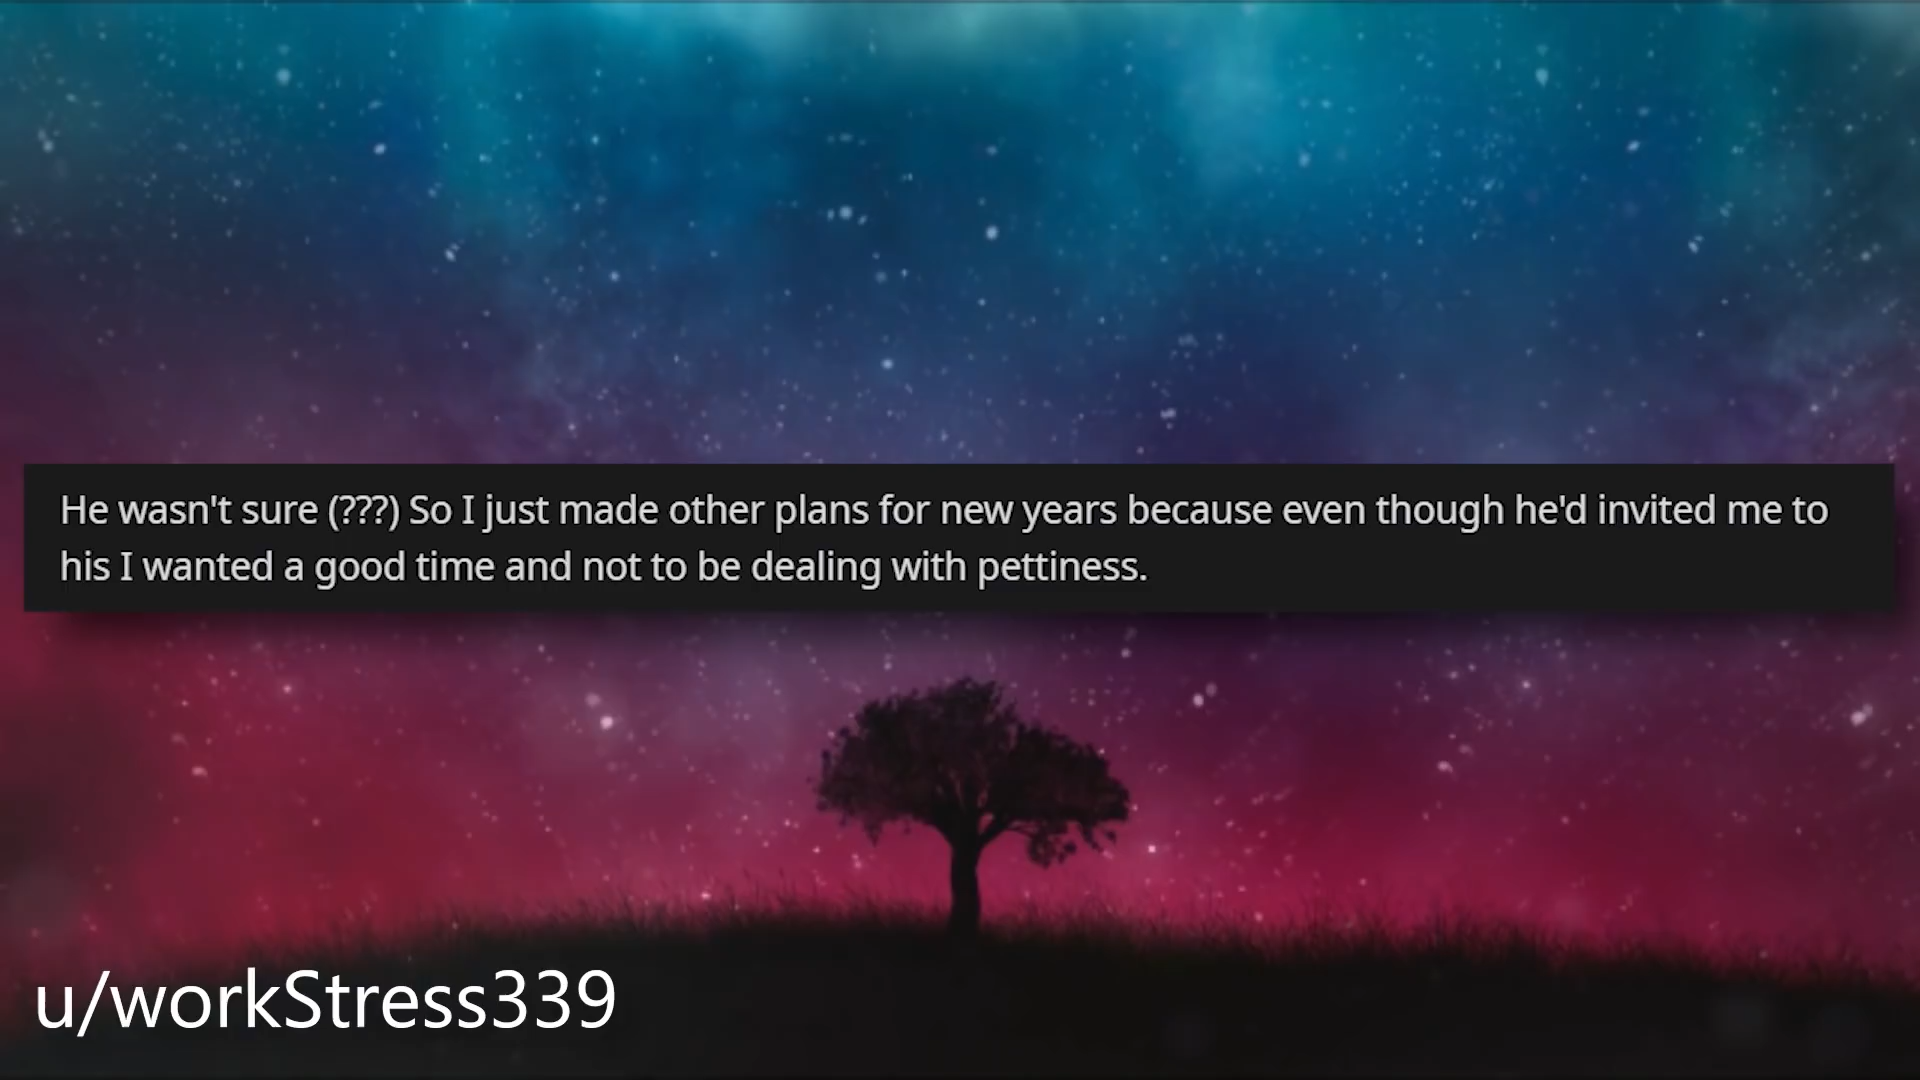 He wasn't sure (???) So I just made other plans for new years because even though he'd invited me to
his I wanted a good time and not to be dealing with pettiness.
u/workStress339